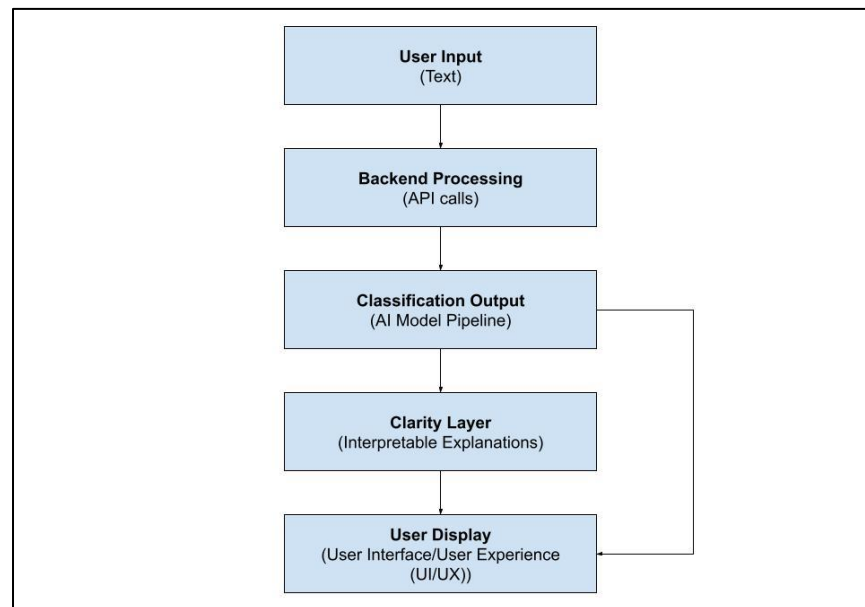 User Input
(Text)
Backend Processing
(API calls)
Classification Output
(AI Model Pipeline)
Clarity Layer
(Interpretable Explanations)
User Display
(User Interface/User Experience
(UI/UX))